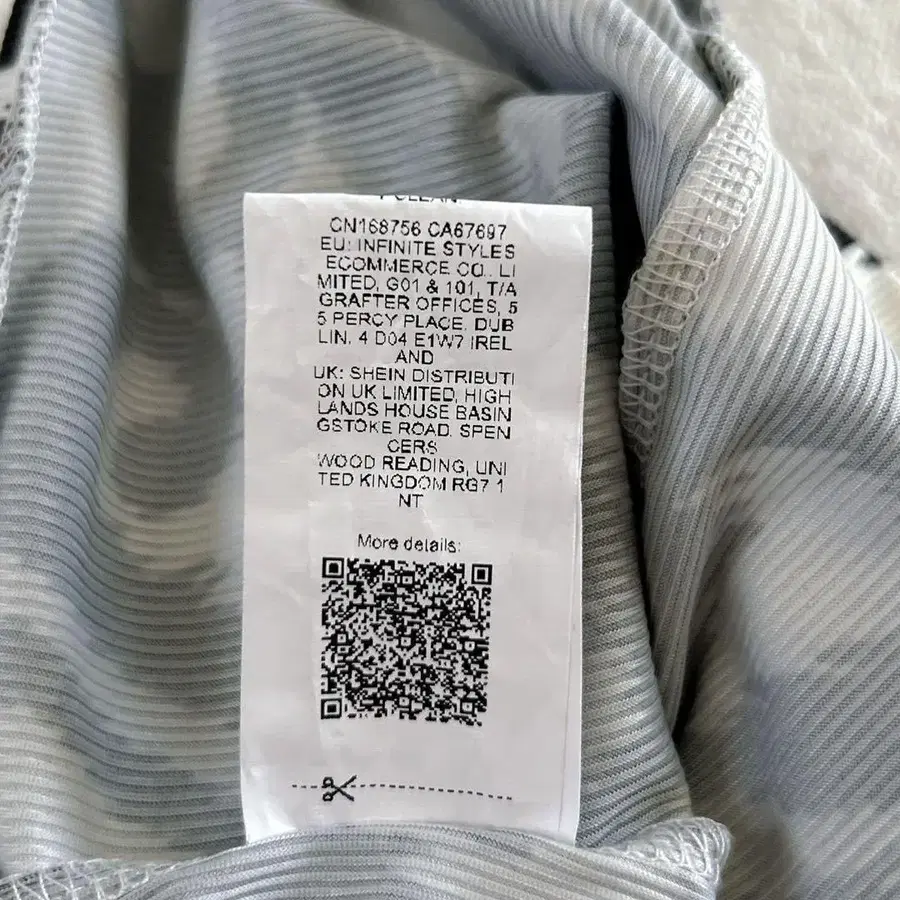 CN168756 CA67697
EU: INFINITE STYLES
ECOMMERCE CO., LI
MITED, G01 & 101, T/A
GRAFTER OFFICES, 5
5 PERCY PLACE, DUB
LIN, 4 D04 E1W7 IREL
AND
UK: SHEIN DISTRIBUTI
ON UK LIMITED, HIGH
LANDS HOUSE BASIN
GSTOKE ROAD, SPEN
CERS
WOOD READING, UNI
TED KINGDOM RG7 1
NT
More details: